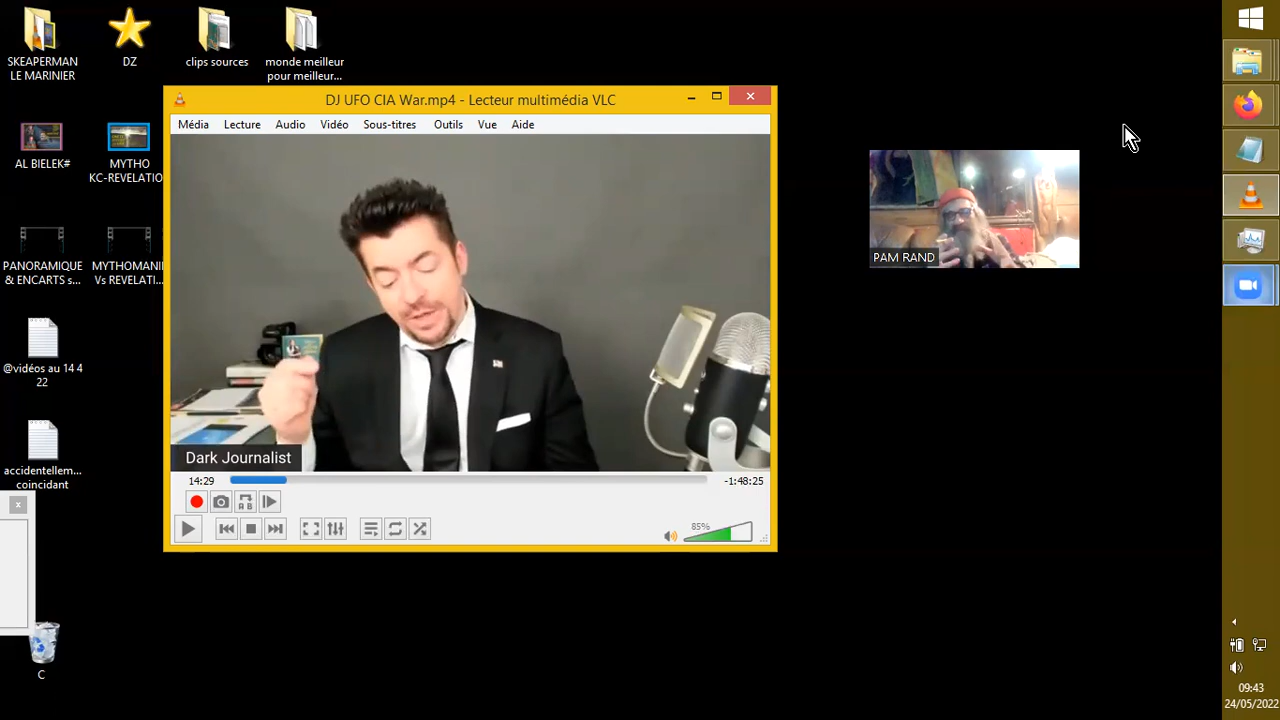 SKEAPERMAN
LE MARINIER
DZ
clips sources
monde meilleur
pour meilleur...
AL BIELEK#
MYTHO
KC-REVELATIO
PANORAMIQUE
& ENCARTS s...
MYTHOMANI
Vs REVELATI
@vidéos au 14 4
22
accidentellem...
coincidant
x
C
DJ UFO CIA War.mp4 - Lecteur multimédia VLC
Média Lecture Audio Vidéo Sous-titres Outils Vue Aide
Dark Journalist
14:29
-1:48:25
A B
85%
PAM RAND
09:43
24/05/2022